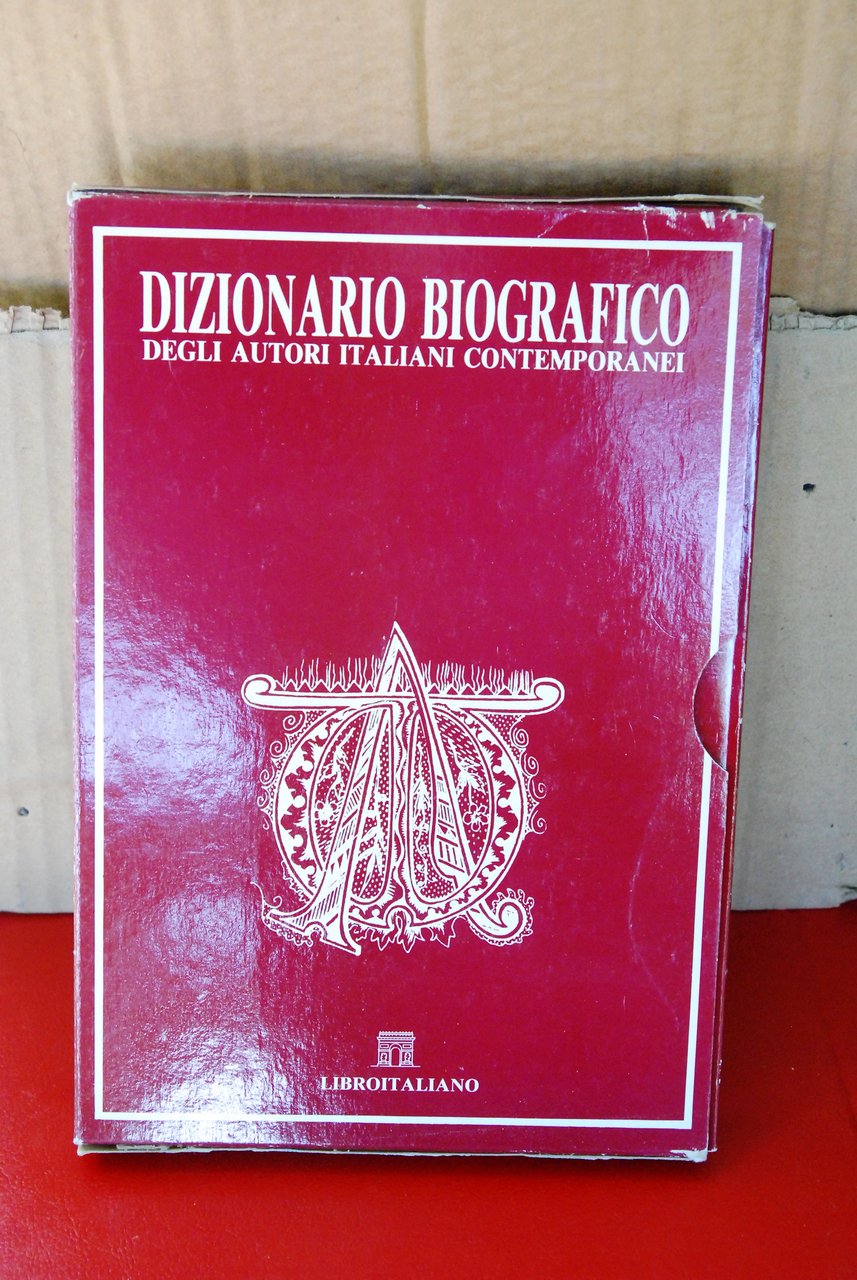 DIZIONARIO BIOGRAFICO
DEGLI AUTORI ITALIANI CONTEMPORANEI
LIBROITALIANO